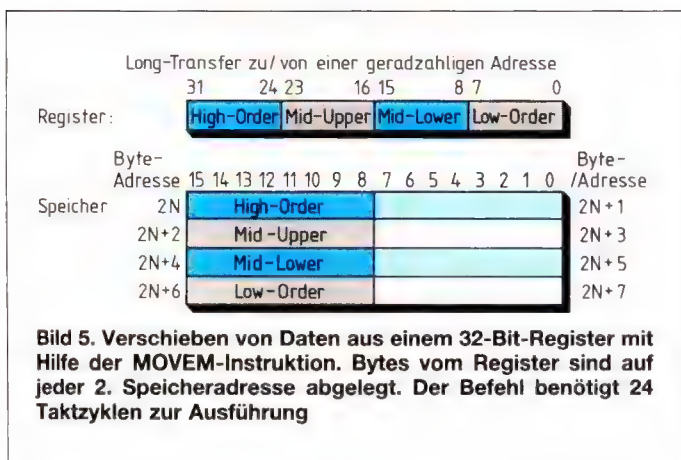 Long-Transfer zu/von einer geradzahligen Adresse
31 24 23 16 15 8 7 0
Register: High-Order Mid-Upper Mid-Lower Low-Order
Byte- Byte-
Adresse 15 14 13 12 11 10 9 8 7 6 5 4 3 2 1 0 /Adresse
Speicher 2N High-Order 2N+1
2N+2 Mid-Upper 2N+3
2N+4 Mid-Lower 2N+5
2N+6 Low-Order 2N+7
Bild 5. Verschieben von Daten aus einem 32-Bit-Register mit
Hilfe der MOVEM-Instruktion. Bytes vom Register sind auf
jeder 2. Speicheradresse abgelegt. Der Befehl benötigt 24
Taktzyklen zur Ausführung